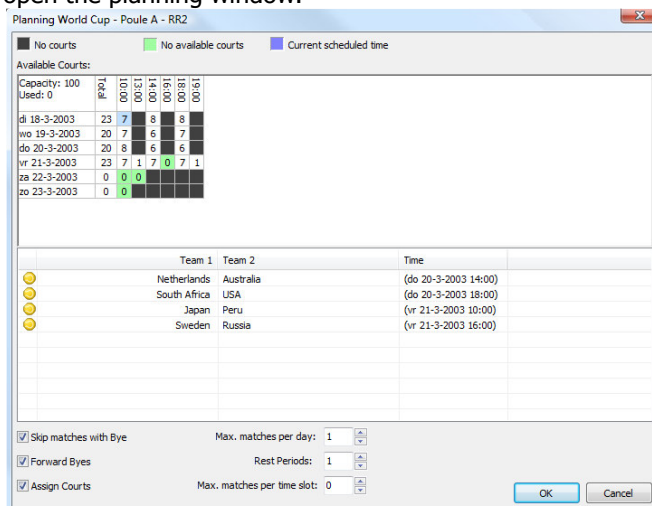 open the planning window.
Planning World Cup - Poule A - RR2
No courts No available courts Current scheduled time
Available Courts:
Capacity: 100 Total 10:00 13:00 14:00 16:00 18:00 19:00
Used: 0
di 18-3-2003 23 7 8 8
wo 19-3-2003 20 7 6 7
do 20-3-2003 20 8 6 6
vr 21-3-2003 23 7 1 7 0 7 1
za 22-3-2003 0 0 0
zo 23-3-2003 0 0
Team 1 Team 2 Time
Netherlands Australia (do 20-3-2003 14:00)
South Africa USA (do 20-3-2003 18:00)
Japan Peru (vr 21-3-2003 10:00)
Sweden Russia (vr 21-3-2003 16:00)
Skip matches with Bye Max. matches per day: 1
Forward Byes Rest Periods: 1
Assign Courts Max. matches per time slot: 0
OK Cancel